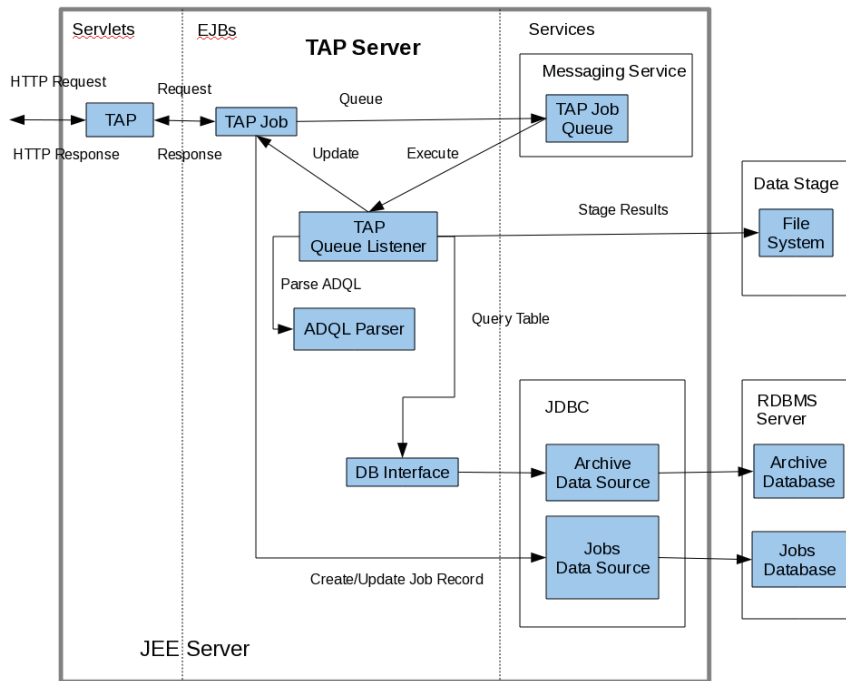 Servlets
EJBs
TAP Server
Services
HTTP Request
Request
Queue
Messaging Service
TAP
TAP Job
TAP Job
Queue
HTTP Response
Response
Update
Execute
Data Stage
TAP
Queue Listener
Stage Results
File
System
Parse ADQL
ADQL Parser
Query Table
JDBC
RDBMS
Server
DB Interface
Archive
Data Source
Archive
Database
Jobs
Data Source
Jobs
Database
Create/Update Job Record
JEE Server